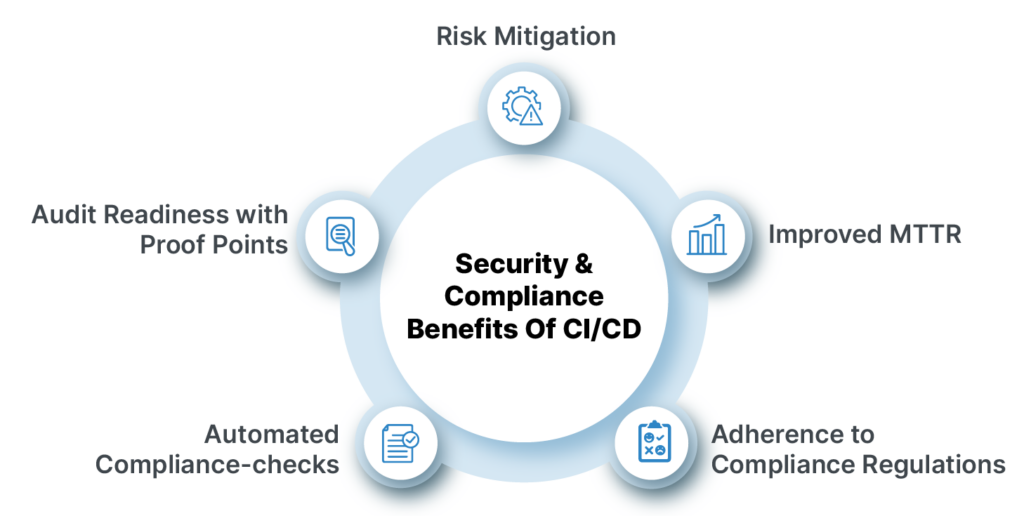 Risk Mitigation
Audit Readiness with
Proof Points
Improved MTTR
Security &
Compliance
Benefits Of CI/CD
Automated
Compliance-checks
Adherence to
Compliance Regulations